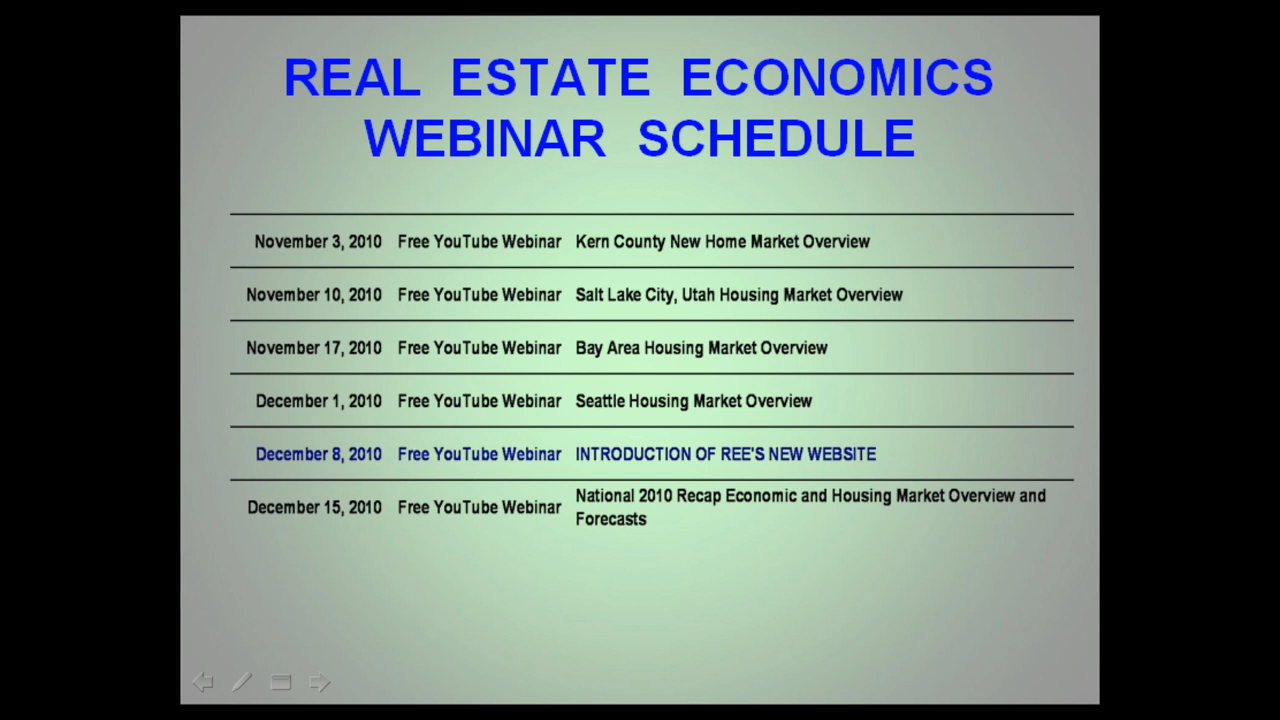 REAL ESTATE ECONOMICS
WEBINAR SCHEDULE
November 3, 2010 Free YouTube Webinar Kern County New Home Market Overview
November 10, 2010 Free YouTube Webinar Salt Lake City, Utah Housing Market Overview
November 17, 2010 Free YouTube Webinar Bay Area Housing Market Overview
December 1, 2010 Free YouTube Webinar Seattle Housing Market Overview
December 8, 2010 Free YouTube Webinar INTRODUCTION OF REE'S NEW WEBSITE
December 15, 2010 Free YouTube Webinar National 2010 Recap Economic and Housing Market Overview and
Forecasts